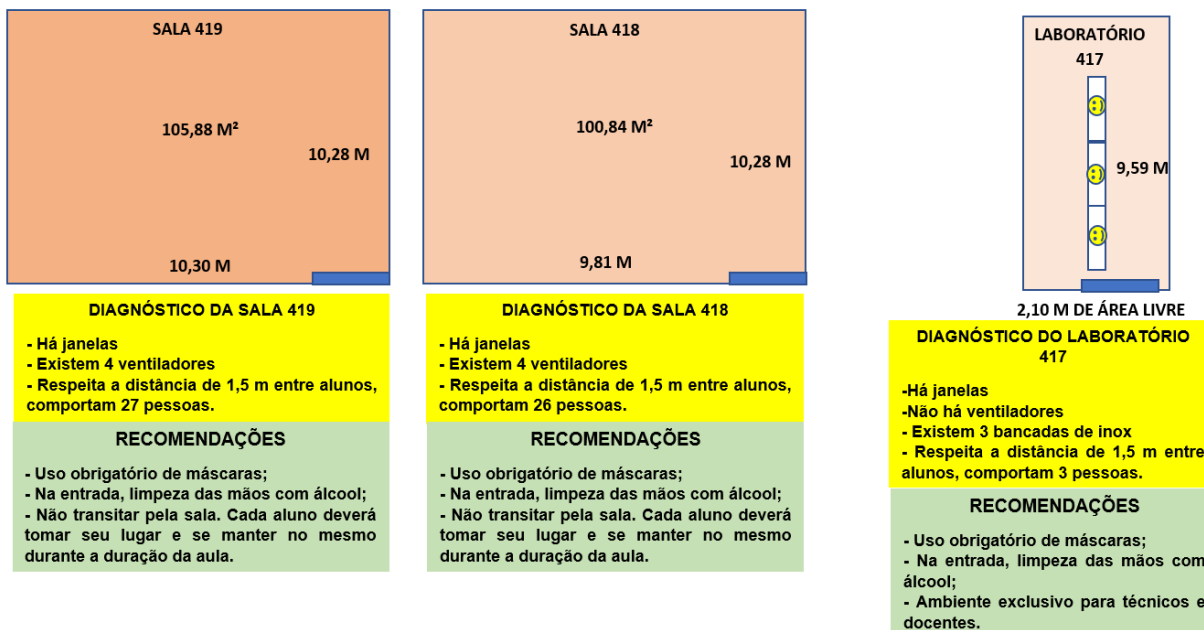 SALA 419
105,88 M²
10,28 M
10,30 M
DIAGNÓSTICO DA SALA 419
- Há janelas
- Existem 4 ventiladores
- Respeita a distância de 1,5 m entre alunos,
comportam 27 pessoas.
RECOMENDAÇÕES
- Uso obrigatório de máscaras;
- Na entrada, limpeza das mãos com álcool;
- Não transitar pela sala. Cada aluno deverá
tomar seu lugar e se manter no mesmo
durante a duração da aula.
SALA 418
100,84 M²
10,28 M
9,81 M
DIAGNÓSTICO DA SALA 418
- Há janelas
- Existem 4 ventiladores
- Respeita a distância de 1,5 m entre alunos,
comportam 26 pessoas.
RECOMENDAÇÕES
- Uso obrigatório de máscaras;
- Na entrada, limpeza das mãos com álcool;
- Não transitar pela sala. Cada aluno deverá
tomar seu lugar e se manter no mesmo
durante a duração da aula.
LABORATÓRIO
417
9,59 M
2,10 M DE ÁREA LIVRE
DIAGNÓSTICO DO LABORATÓRIO
417
-Há janelas
-Não há ventiladores
- Existem 3 bancadas de inox
- Respeita a distância de 1,5 m entre
alunos, comportam 3 pessoas.
RECOMENDAÇÕES
- Uso obrigatório de máscaras;
- Na entrada, limpeza das mãos com
álcool;
- Ambiente exclusivo para técnicos e
docentes.